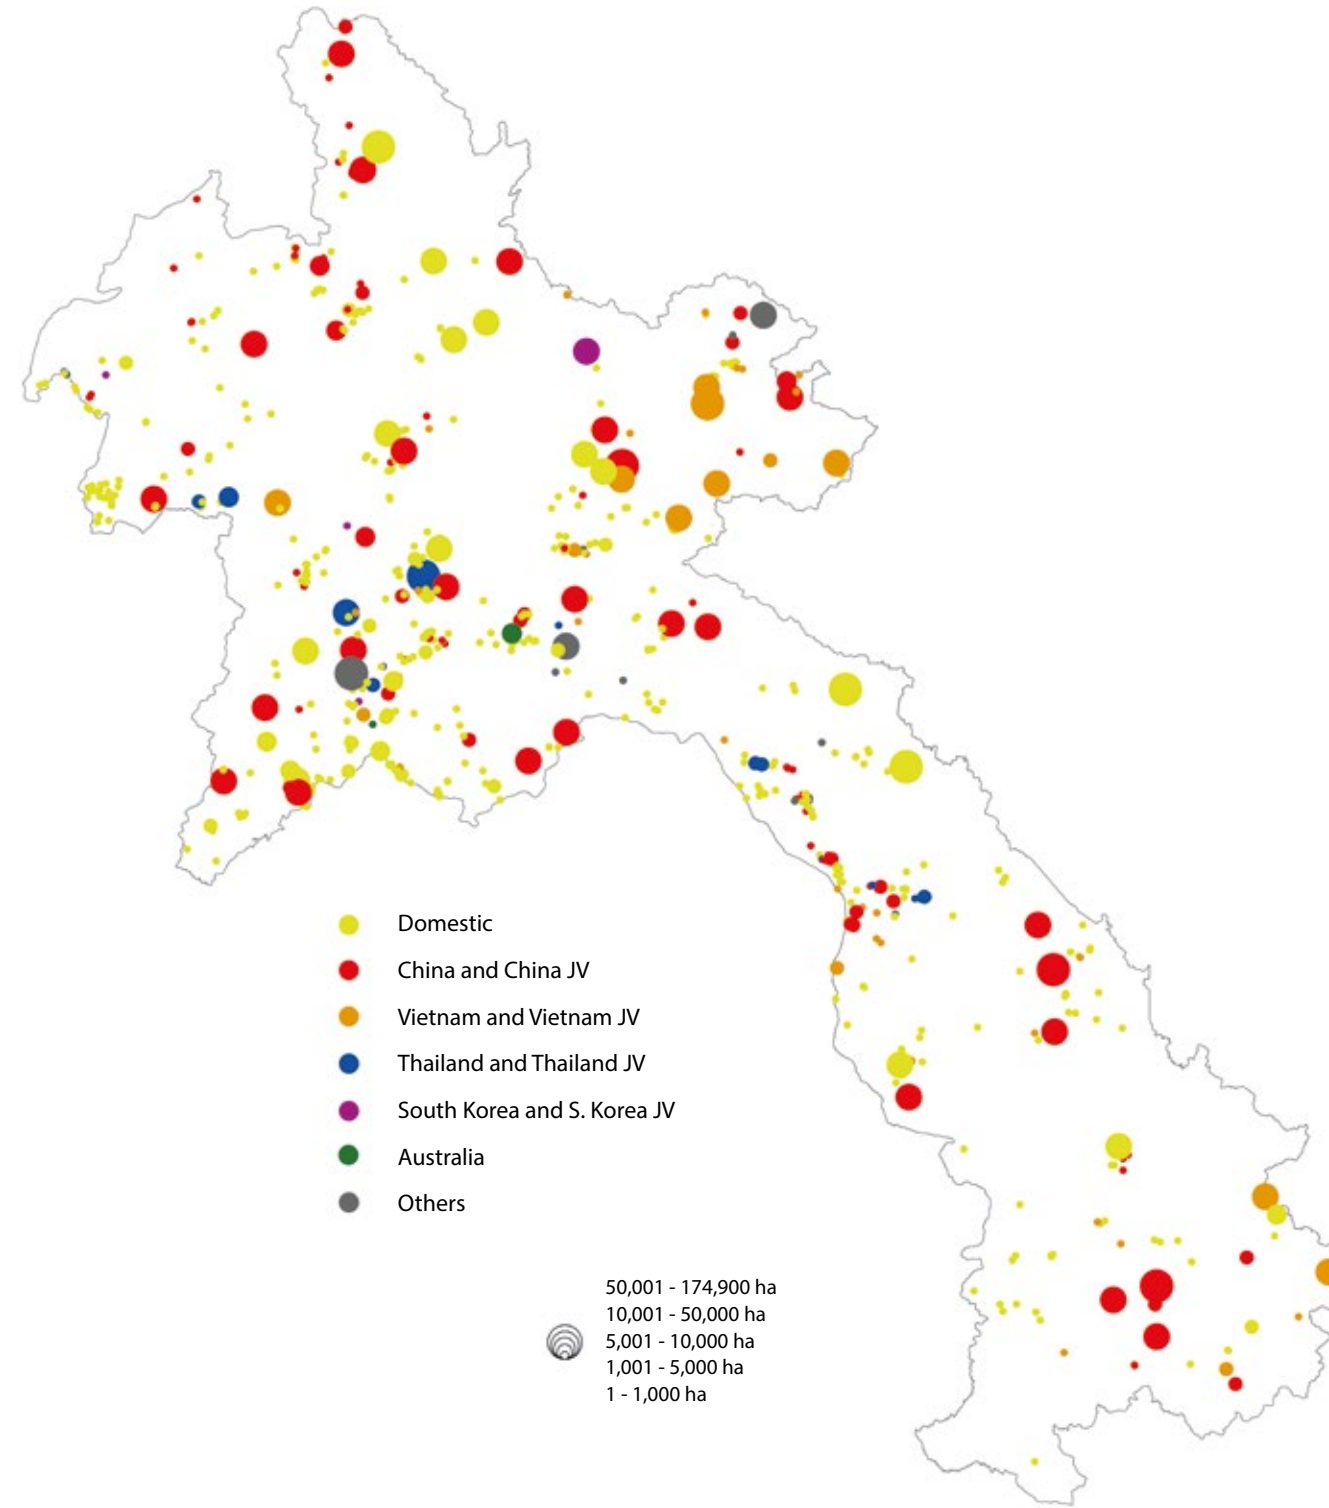 Domestic
China and China JV
Vietnam and Vietnam JV
Thailand and Thailand JV
South Korea and S. Korea JV
Australia
Others
50,001 - 174,900 ha
10,001 - 50,000 ha
5,001 - 10,000 ha
1,001 - 5,000 ha
1 - 1,000 ha